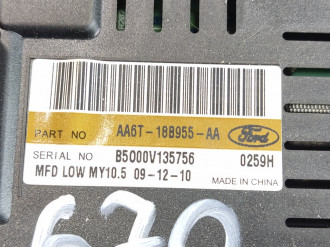 PART NO AA6T-18B955-AA Ford
SERIAL NO B5000V135756 0259H
MFD LOW MY10.5 09-12-10 MADE IN CHINA
670